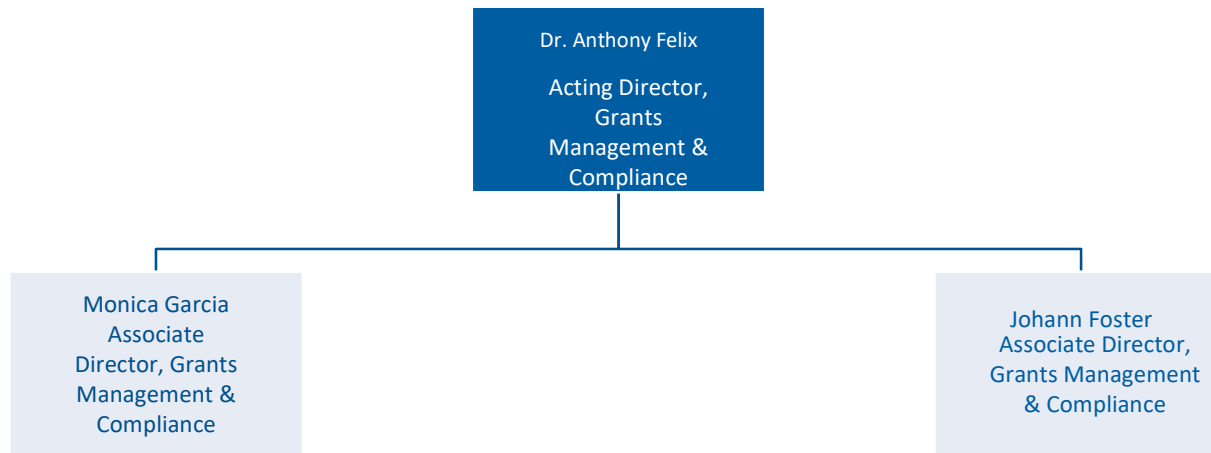 Dr. Anthony Felix
Acting Director,
Grants
Management &
Compliance
Monica Garcia
Associate
Director, Grants
Management &
Compliance
Johann Foster
Associate Director,
Grants Management
& Compliance